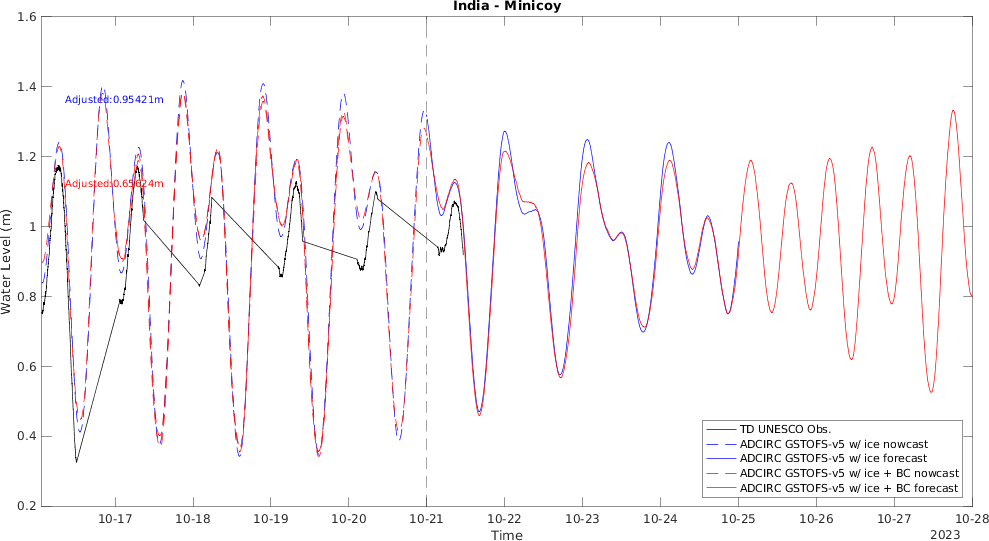 India - Minicoy
1.6
1.4
1.2
1
0.8
0.6
0.4
0.2
Water Level (m)
Adjusted:0.95421m
Adjusted:0.65624m
TD UNESCO Obs.
ADCIRC GSTOFS-v5 w/ ice nowcast
ADCIRC GSTOFS-v5 w/ ice forecast
ADCIRC GSTOFS-v5 w/ ice + BC nowcast
ADCIRC GSTOFS-v5 w/ ice + BC forecast
10-17 10-18 10-19 10-20 10-21 10-22 10-23 10-24 10-25 10-26 10-27 10-28
Time
2023